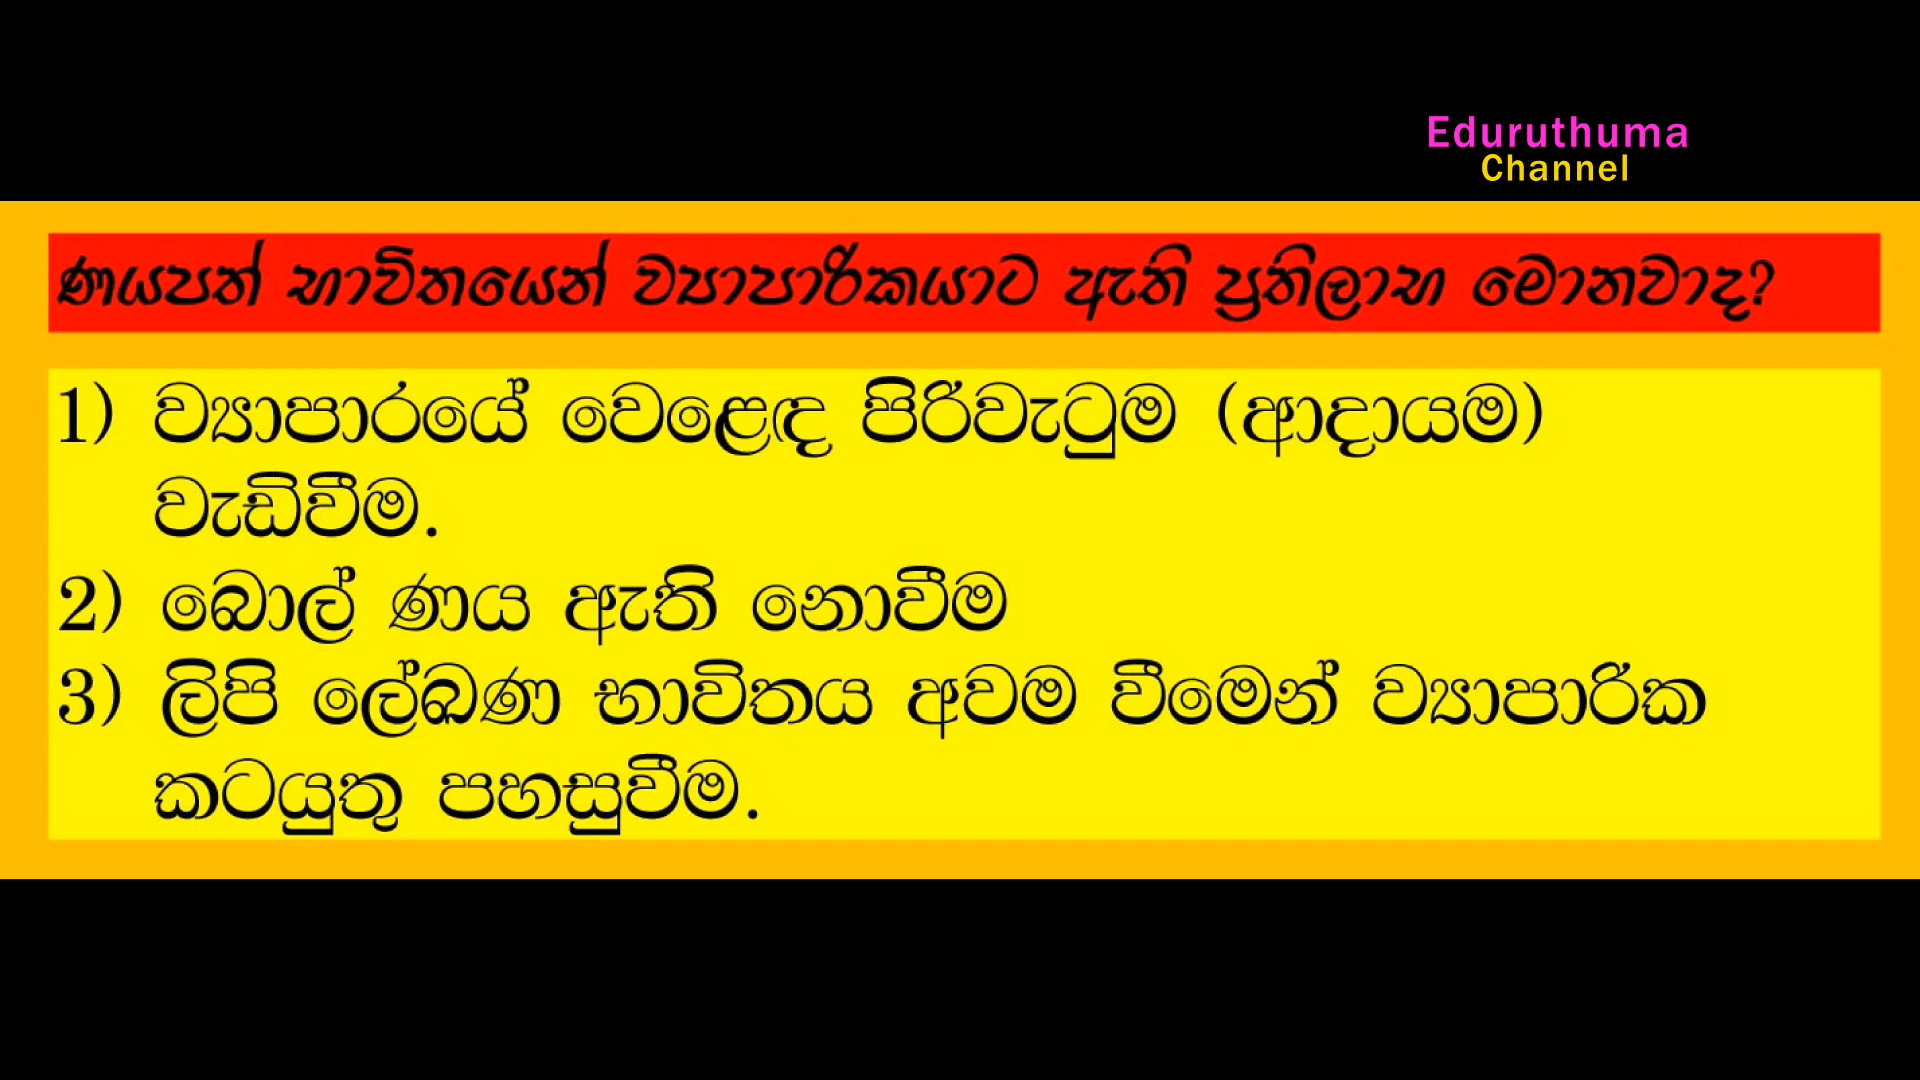 Eduruthuma
Channel
ණයපත් භාවිතයෙන් ව්‍යාපාරිකයාට ඇති ප්‍රතිලාභ මොනවාද?
1) ව්‍යාපාරයේ වෙළෙඳ පිරිවැටුම (ආදායම)
වැඩිවීම.
2) බොල් ණය ඇති නොවීම
3) ලිපි ලේඛණ භාවිතය අවම වීමෙන් ව්‍යාපාරික
කටයුතු පහසුවීම.